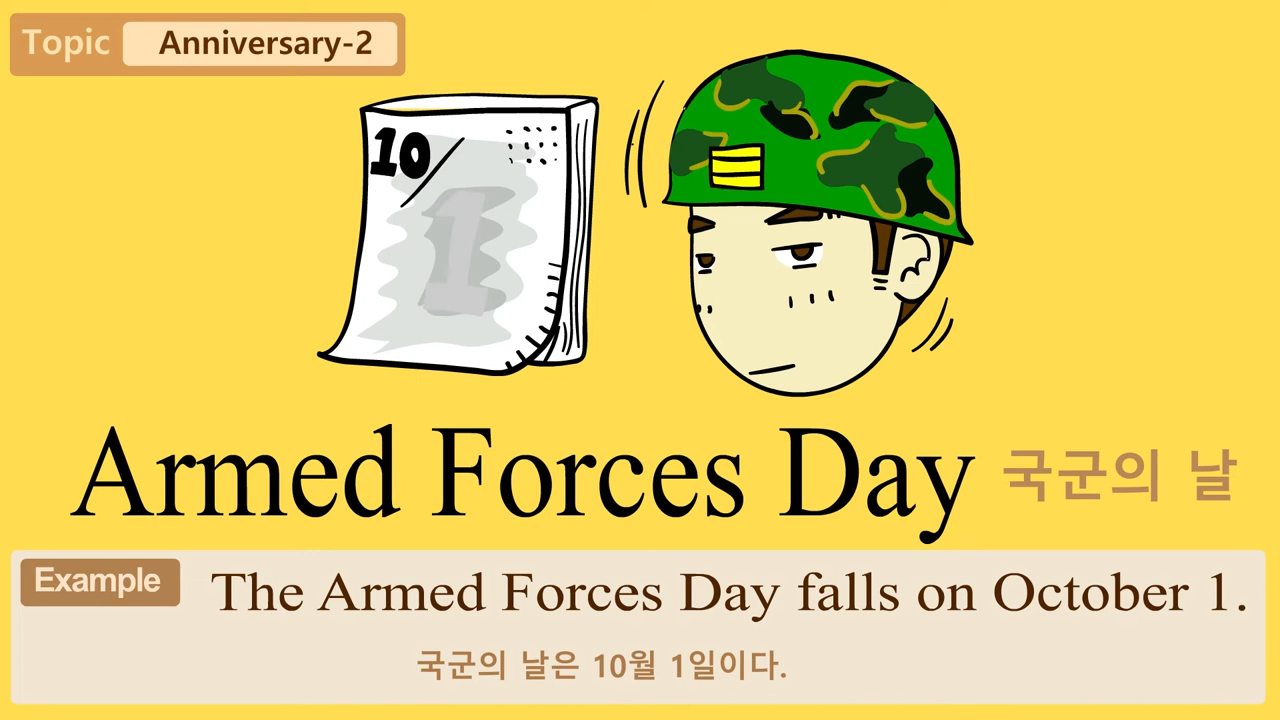 Topic Anniversary-2
10
1
Armed Forces Day 국군의 날
Example The Armed Forces Day falls on October 1.
국군의 날은 10월 1일이다.